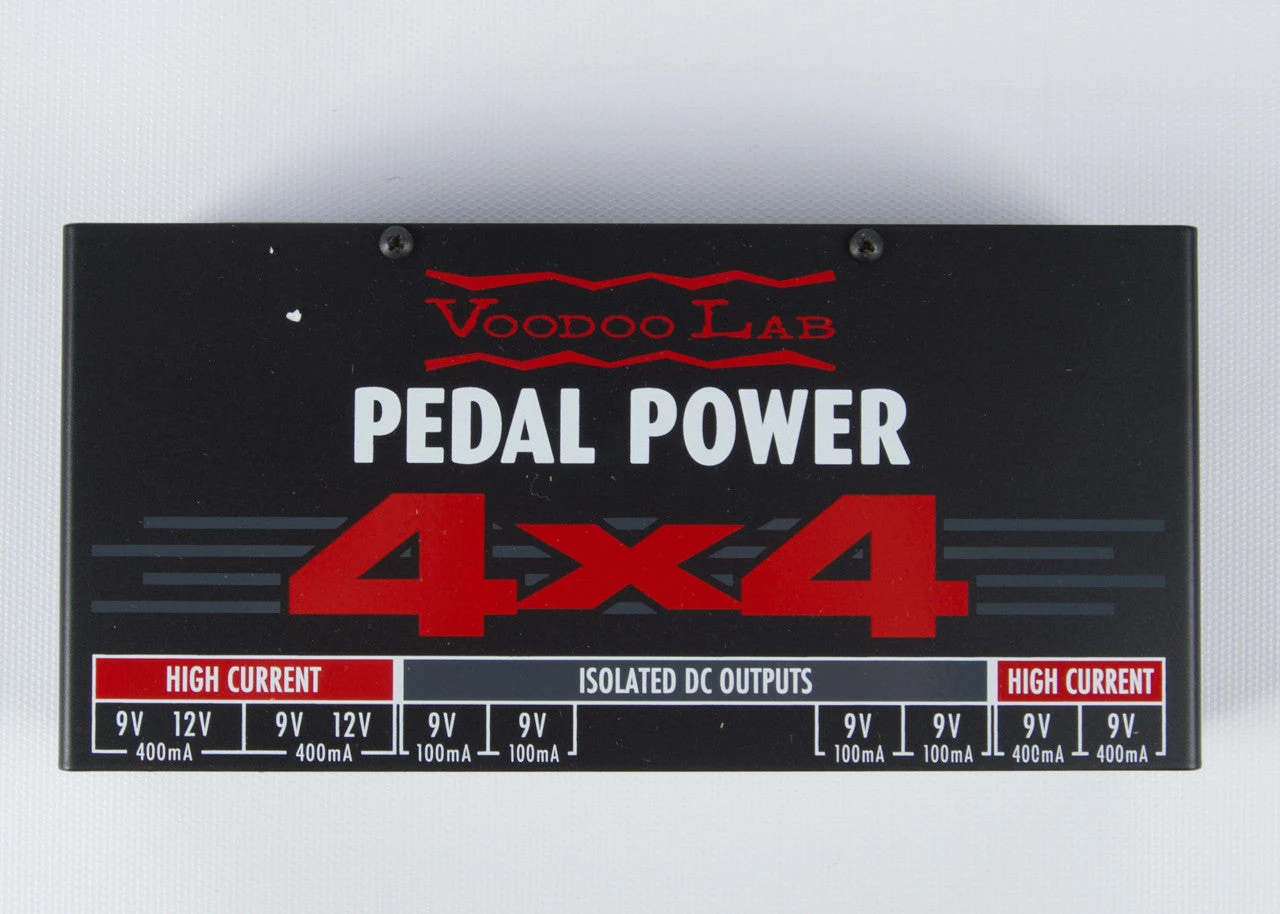 VOODOO LAB
PEDAL POWER
4x4
HIGH CURRENT ISOLATED DC OUTPUTS HIGH CURRENT
9V 12V 9V 12V 9V 9V 9V 9V 9V 9V
400mA 400mA 100mA 100mA 100mA 100mA 400mA 400mA